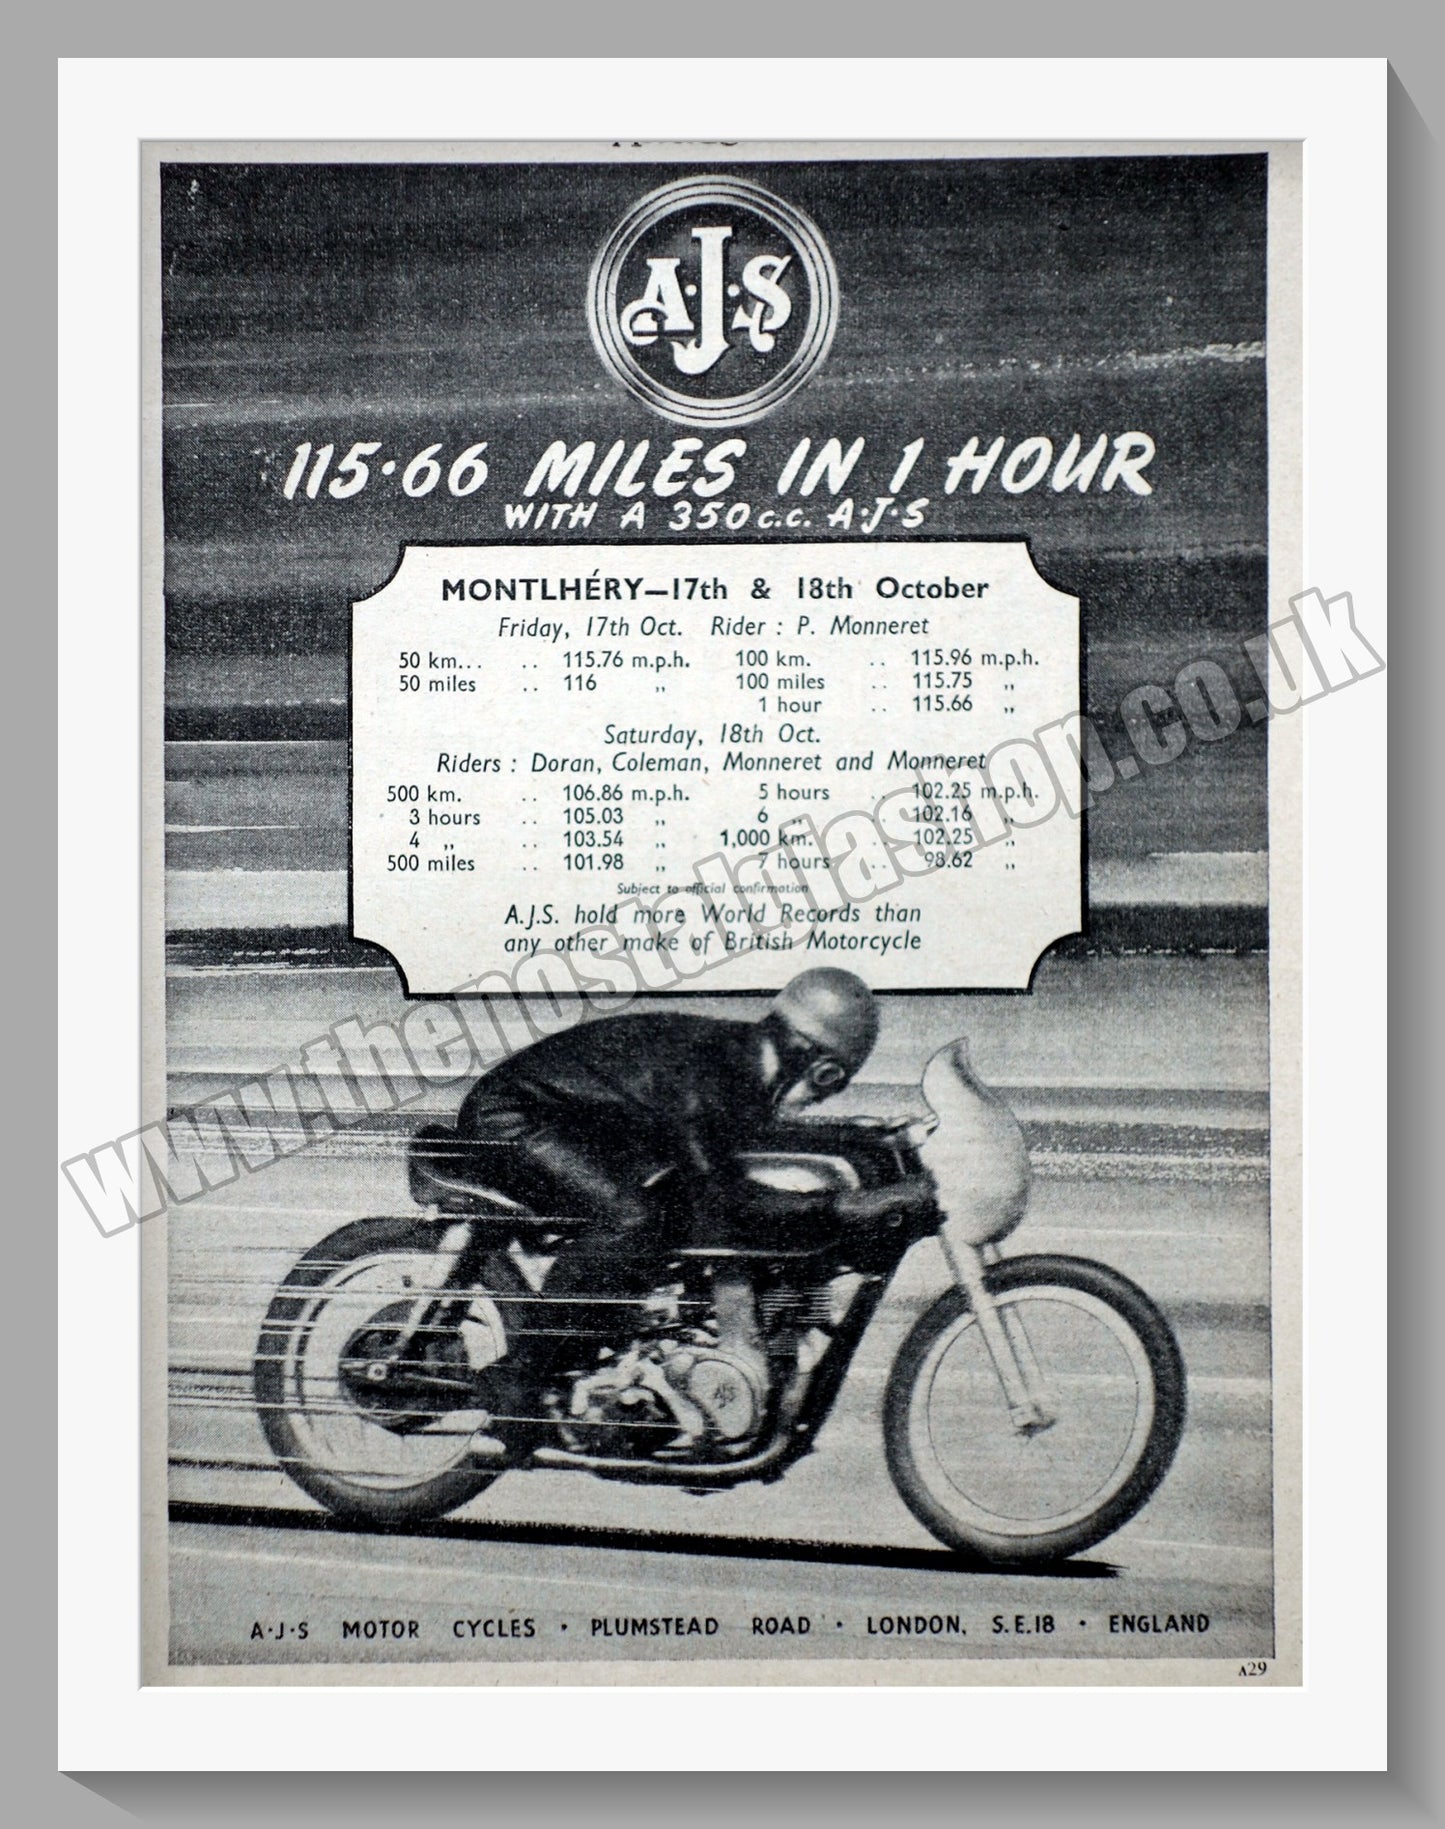 A·J·S
115·66 MILES IN 1 HOUR
WITH A 350 c.c. A·J·S
MONTLHÉRY—17th & 18th October
Friday, 17th Oct. Rider : P. Monneret
50 km... .. 115.76 m.p.h. 100 km. .. 115.96 m.p.h.
50 miles .. 116 ,, 100 miles .. 115.75 ,,
1 hour .. 115.66 ,,
Saturday, 18th Oct.
Riders : Doran, Coleman, Monneret and Monneret
500 km. .. 106.86 m.p.h. 5 hours .. 102.25 m.p.h.
3 hours .. 105.03 ,, 6 ,, .. 102.16 ,,
4 ,, .. 103.54 ,, 1,000 km. .. 102.25 ,,
500 miles .. 101.98 ,, 7 hours .. 98.62 ,,
Subject to official confirmation
A.J.S. hold more World Records than
any other make of British Motorcycle
www.thenostalgiashop.co.uk
AJS
A·J·S MOTOR CYCLES · PLUMSTEAD ROAD · LONDON, S.E.18 · ENGLAND
A29